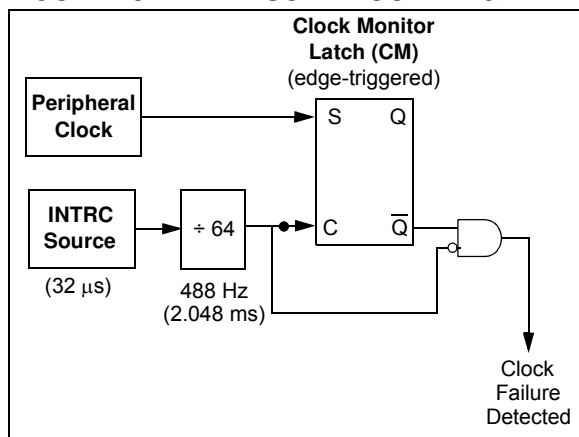 Clock Monitor
Latch (CM)
(edge-triggered)
Peripheral
Clock
S Q
INTRC
Source
÷ 64
C Q̅
(32 μs)
488 Hz
(2.048 ms)
Clock
Failure
Detected